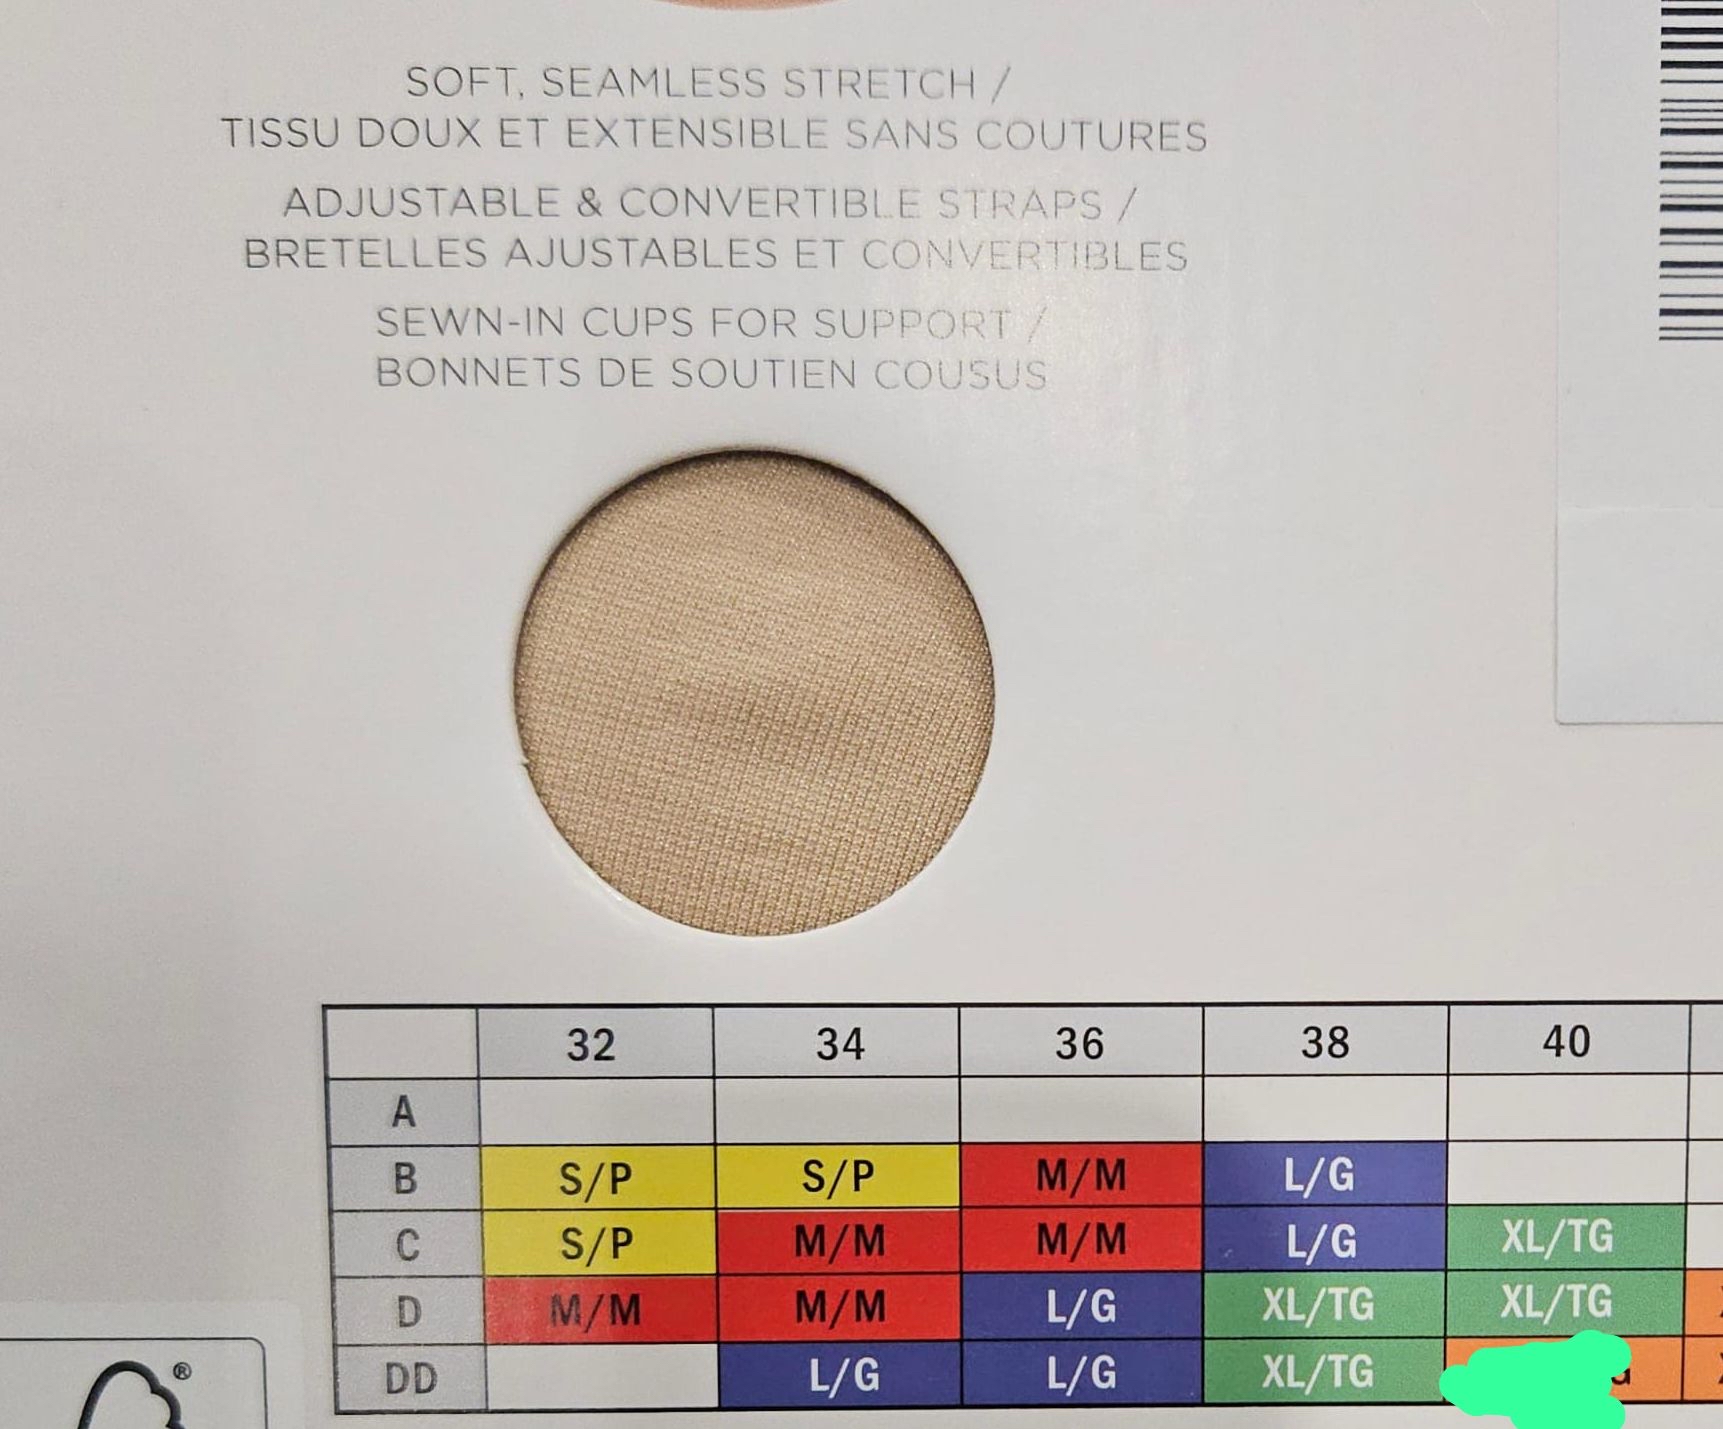 SOFT, SEAMLESS STRETCH /
TISSU DOUX ET EXTENSIBLE SANS COUTURES
ADJUSTABLE & CONVERTIBLE STRAPS /
BRETELLES AJUSTABLES ET CONVERTIBLES
SEWN-IN CUPS FOR SUPPORT /
BONNETS DE SOUTIEN COUSUS
32 34 36 38 40
A
B S/P S/P M/M L/G
C S/P M/M M/M L/G XL/TG
D M/M M/M L/G XL/TG XL/TG
DD L/G L/G XL/TG
®